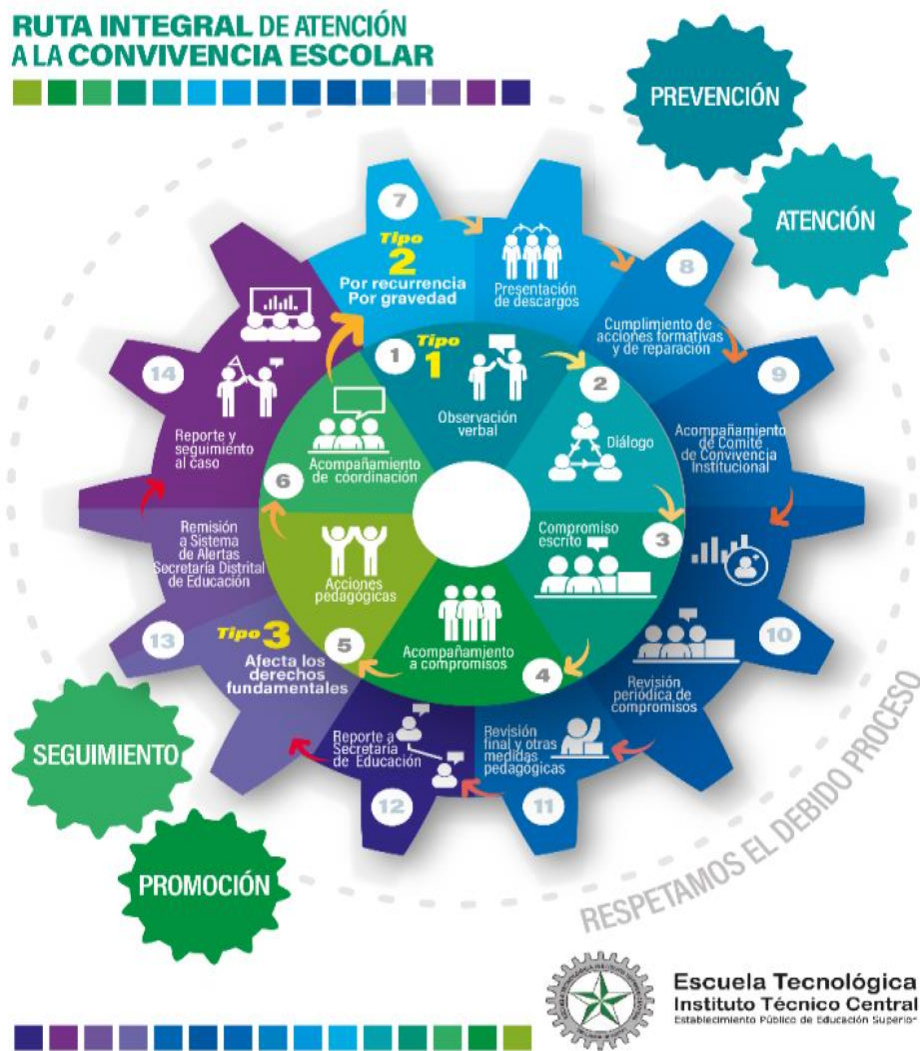 RUTA INTEGRAL DE ATENCIÓN
A LA CONVIVENCIA ESCOLAR
PREVENCIÓN
ATENCIÓN
7
Tipo
2
Por recurrencia
Por gravedad
Presentación
de descargos
8
Cumplimiento de
acciones formativas
y de reparación
9
Acompañamiento
de Comité
de Convivencia
Institucional
10
Revisión
periódica de
compromisos
11
Revisión
final y otras
medidas
pedagógicas
12
Reporte a
Secretaría
de Educación
Tipo 3
Afecta los
derechos
fundamentales
13
Remisión
a Sistema
de Alertas
Secretaría Distrital
de Educación
14
Reporte y
seguimiento
al caso
1
Tipo
1
Observación
verbal
2
Diálogo
3
Compromiso
escrito
4
Acompañamiento
a compromisos
5
Acciones
pedagógicas
6
Acompañamiento
de coordinación
SEGUIMIENTO
PROMOCIÓN
RESPETAMOS EL DEBIDO PROCESO
Escuela Tecnológica
Instituto Técnico Central
Establecimiento Público de Educación Superior